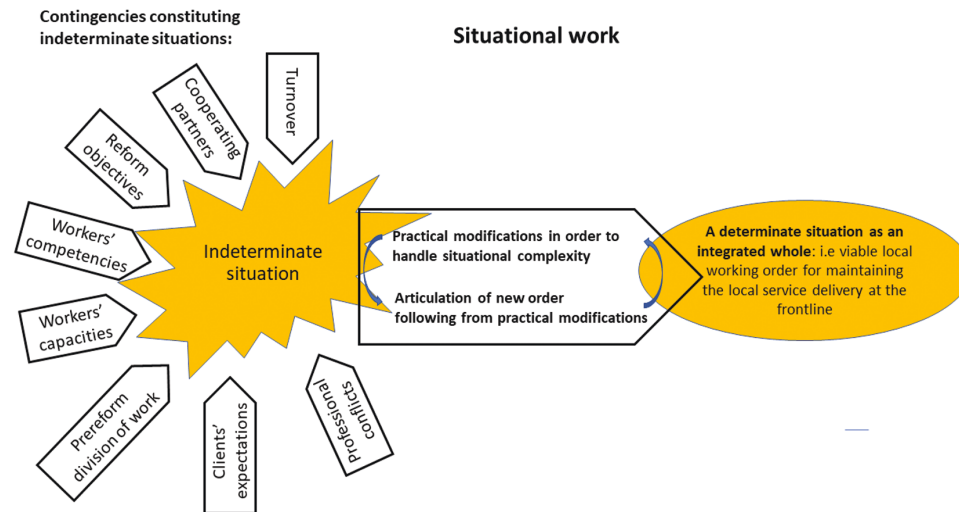 Contingencies constituting
indeterminate situations:
Situational work
Turnover
Cooperating
partners
Reform
objectives
Workers'
competencies
Workers'
capacities
Prereform
division of work
Clients'
expectations
Professional
conflicts
Indeterminate
situation
Practical modifications in order to
handle situational complexity
Articulation of new order
following from practical modifications
A determinate situation as an
integrated whole: i.e viable local
working order for maintaining
the local service delivery at the
frontline